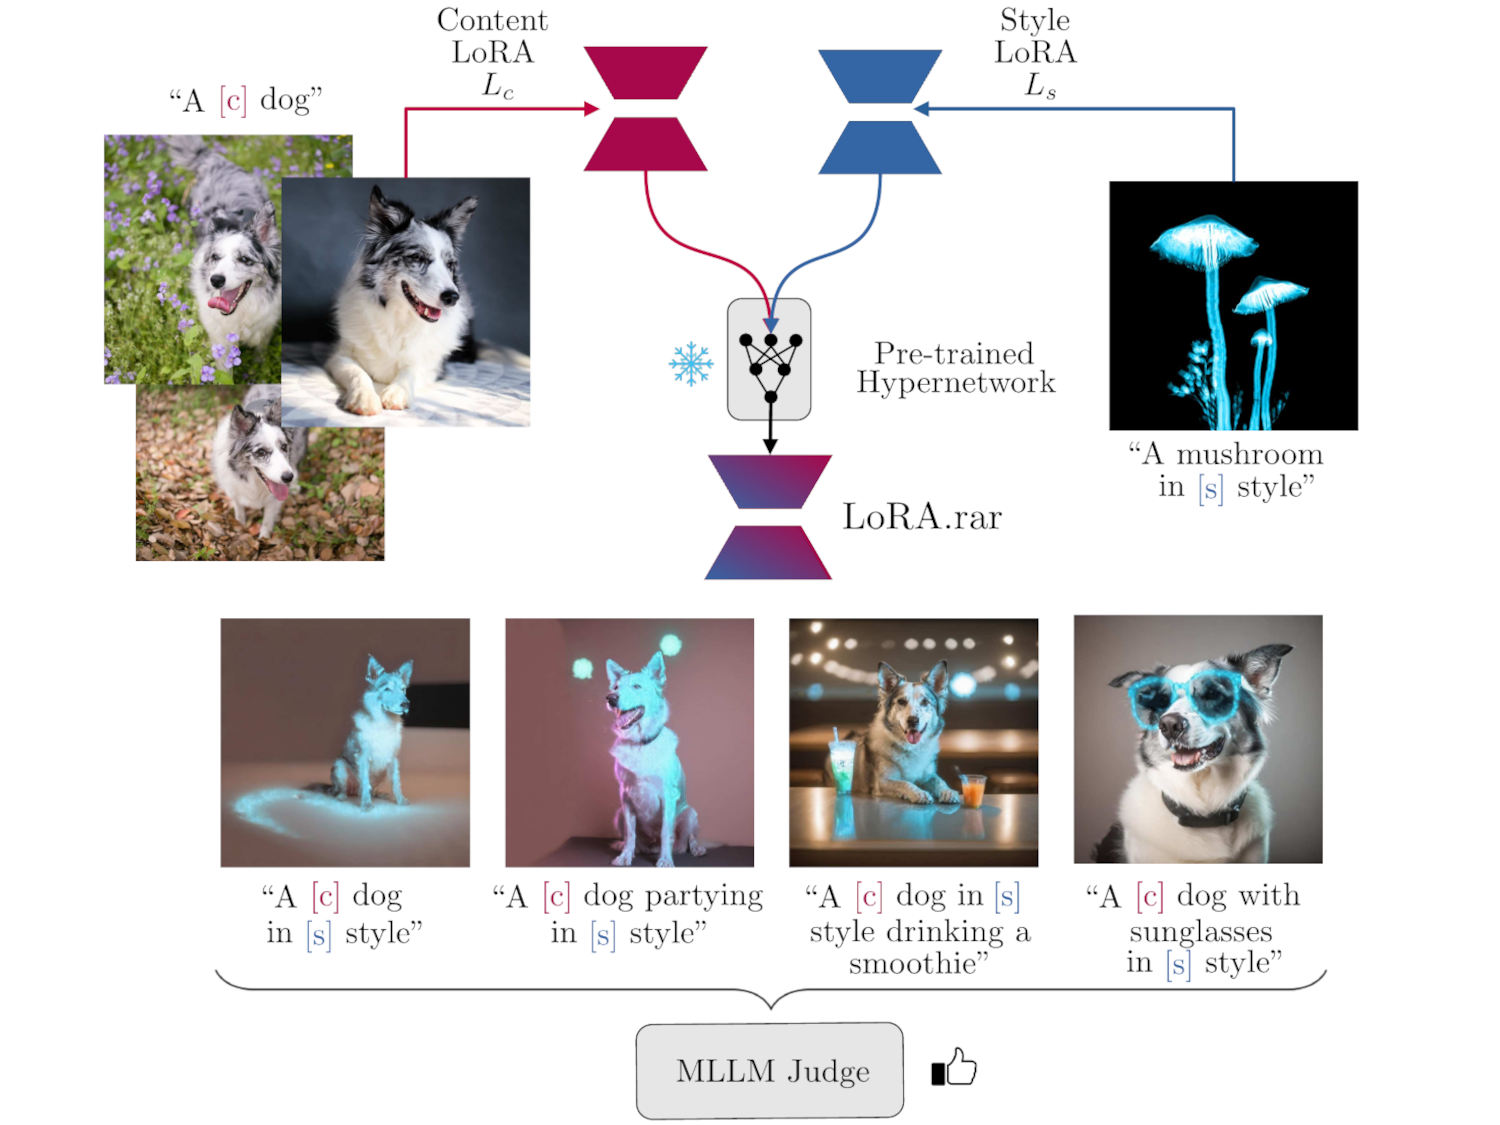 Content
LoRA
L_c
Style
LoRA
L_s
“A [c] dog”
Pre-trained
Hypernetwork
“A mushroom
in [s] style”
LoRA.rar
“A [c] dog
in [s] style”
“A [c] dog partying
in [s] style”
“A [c] dog in [s]
style drinking a
smoothie”
“A [c] dog with
sunglasses
in [s] style”
MLLM Judge